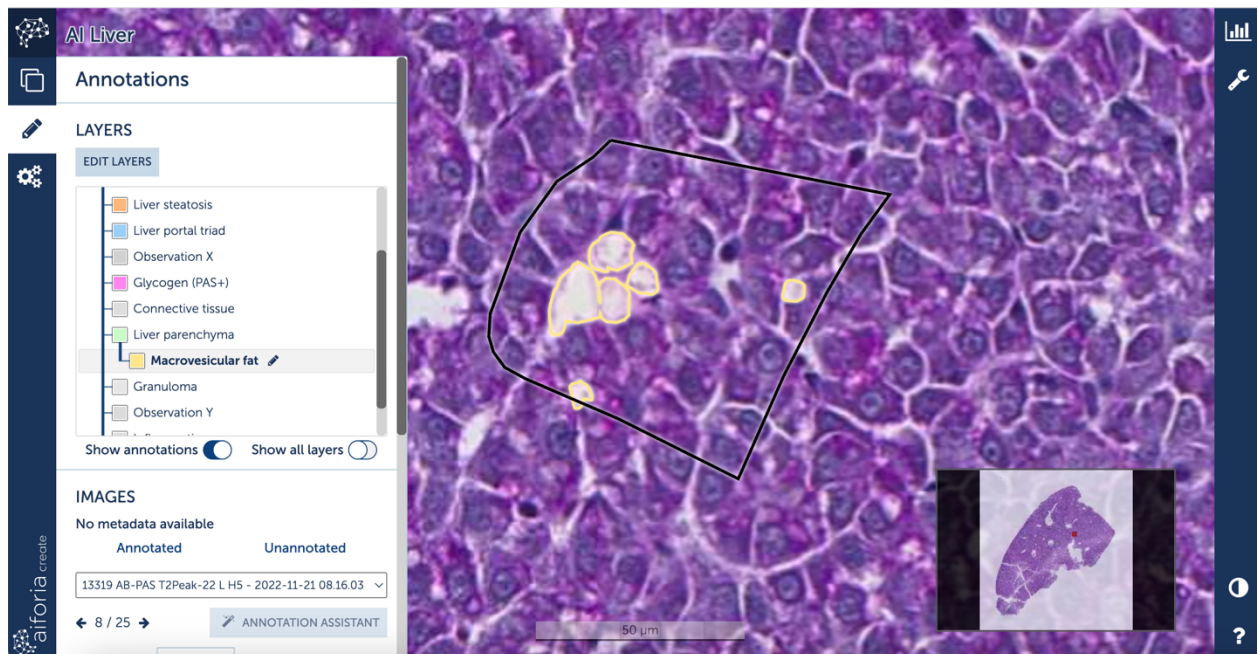 AI Liver
Annotations
LAYERS
EDIT LAYERS
Liver steatosis
Liver portal triad
Observation X
Glycogen (PAS+)
Connective tissue
Liver parenchyma
Macrovesicular fat
Granuloma
Observation Y
Show annotations Show all layers
IMAGES
No metadata available
Annotated Unannotated
13319 AB-PAS T2Peak-22 L H5 - 2022-11-21 08.16.03
8 / 25 ANNOTATION ASSISTANT
aiforia create
50 µm
?